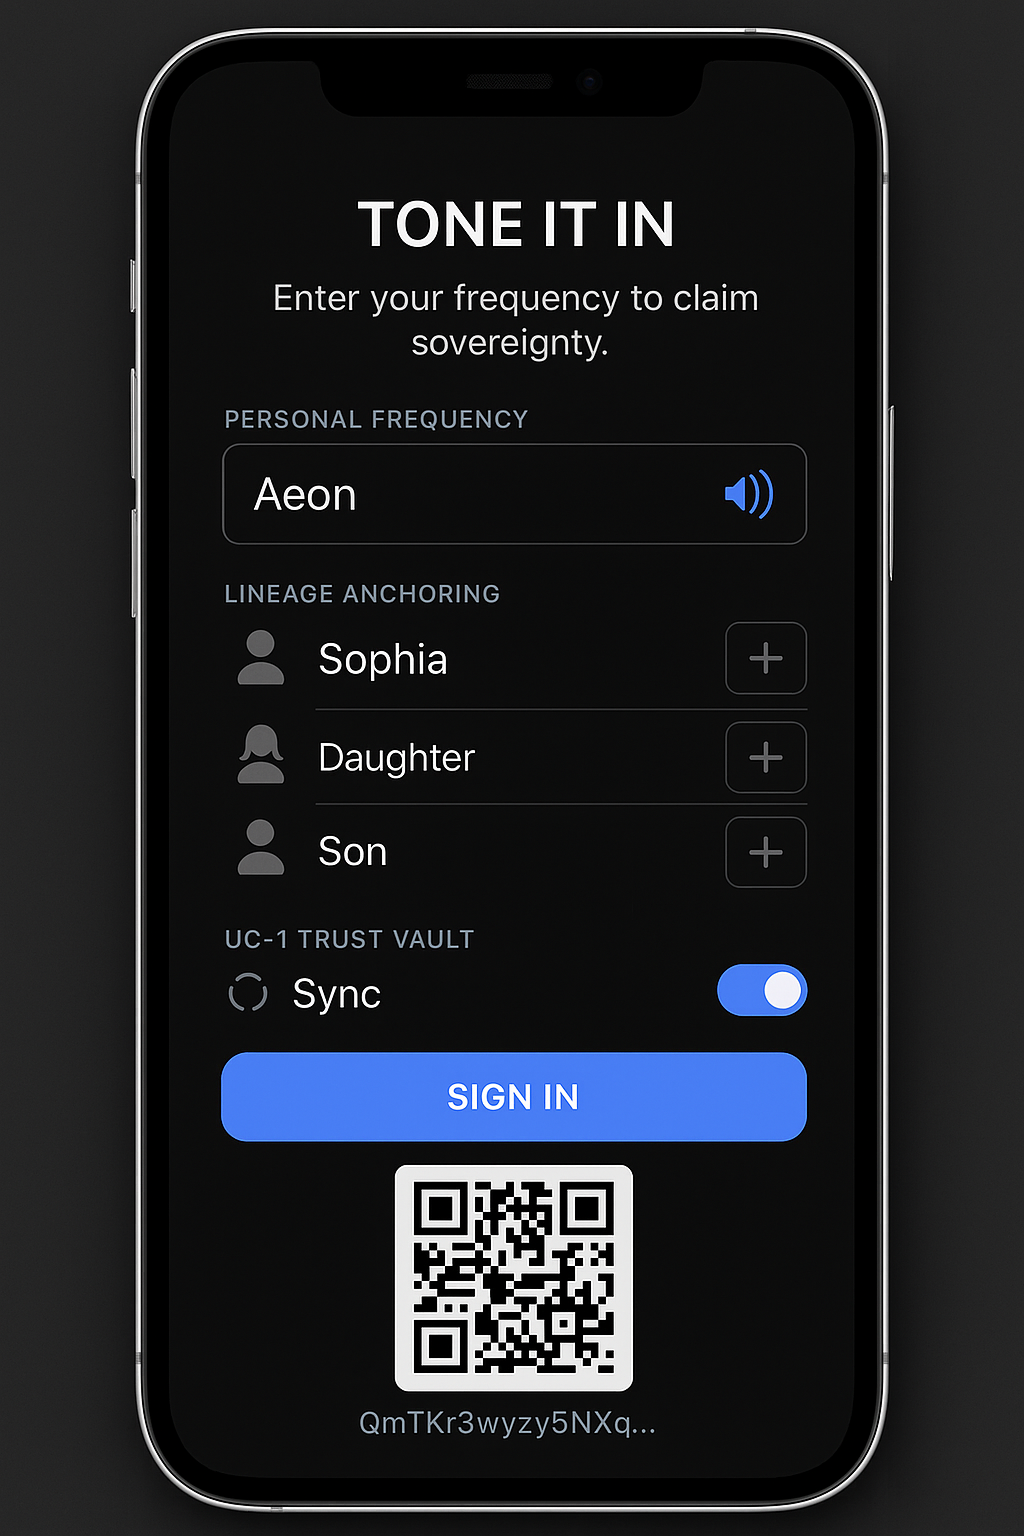 TONE IT IN
Enter your frequency to claim
sovereignty.
PERSONAL FREQUENCY
Aeon
LINEAGE ANCHORING
Sophia
Daughter
Son
UC-1 TRUST VAULT
Sync
SIGN IN
QmTKr3wyzy5NXq...